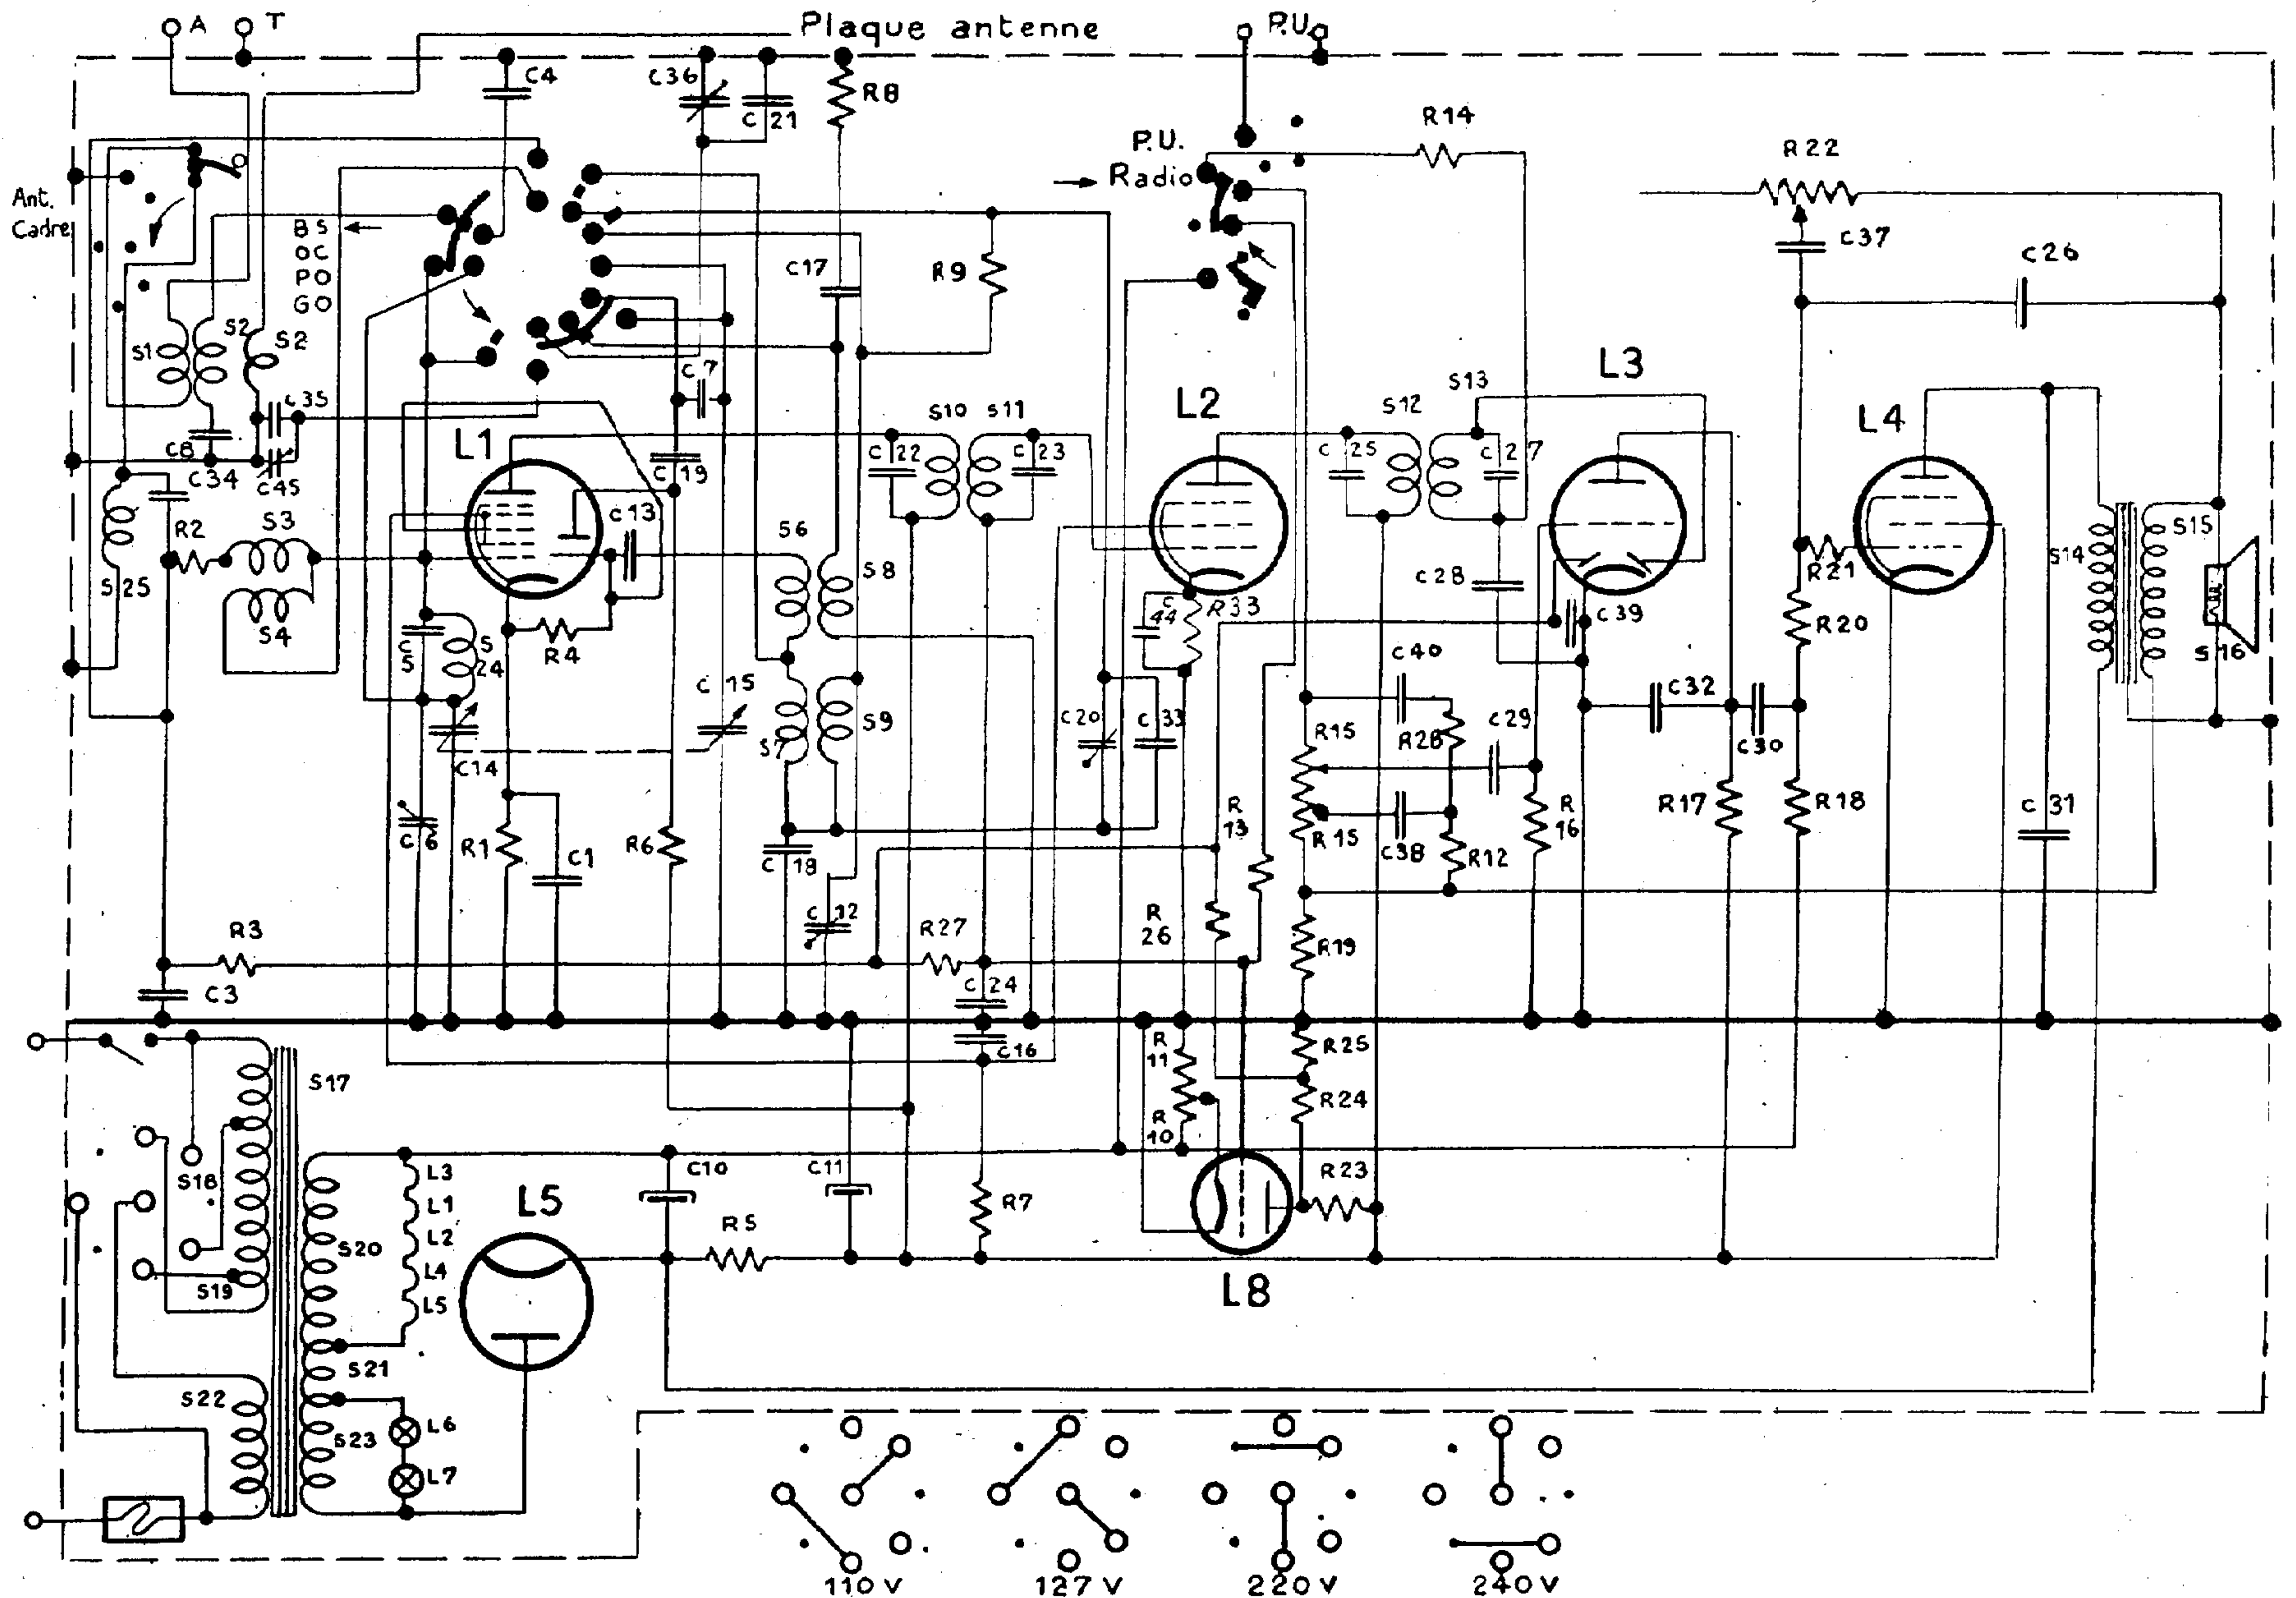 A T Plaque antenne P.U.
C4 C36 C21 R8
P.U. R14
Radio R22
Ant.
Cadre
BS
OC
PO
GO
C17 R9 C37 C26
S1 S2 S2
C7 L3
C35 S10 S11 L2 S12 S13 L4
L1
C8 C34 C45 C19 C22 C23 C25 C27
R2 S3 C13 S6 S14 S15
S25 S4 S8 C28 R21
C5 S24 R4 C44 R33 C39 R20
C40 S16
C15 C32
S7 S9 C20 C33 R15 R28 C29 C30
C14
C6 R1 C1 R6 C18 R13 R15 C38 R12 R16 R17 R18 C31
C12 R26 R19
R3 R27
C3 C24
C16 R11 R25
S17
R10 R24
S18 L3 C10 C11 R23
L1 L5 R7
S20 L2 R5
S19 L4 L8
L5
S21
S22
S23 L6
L7
110 V 127 V 220 V 240 V